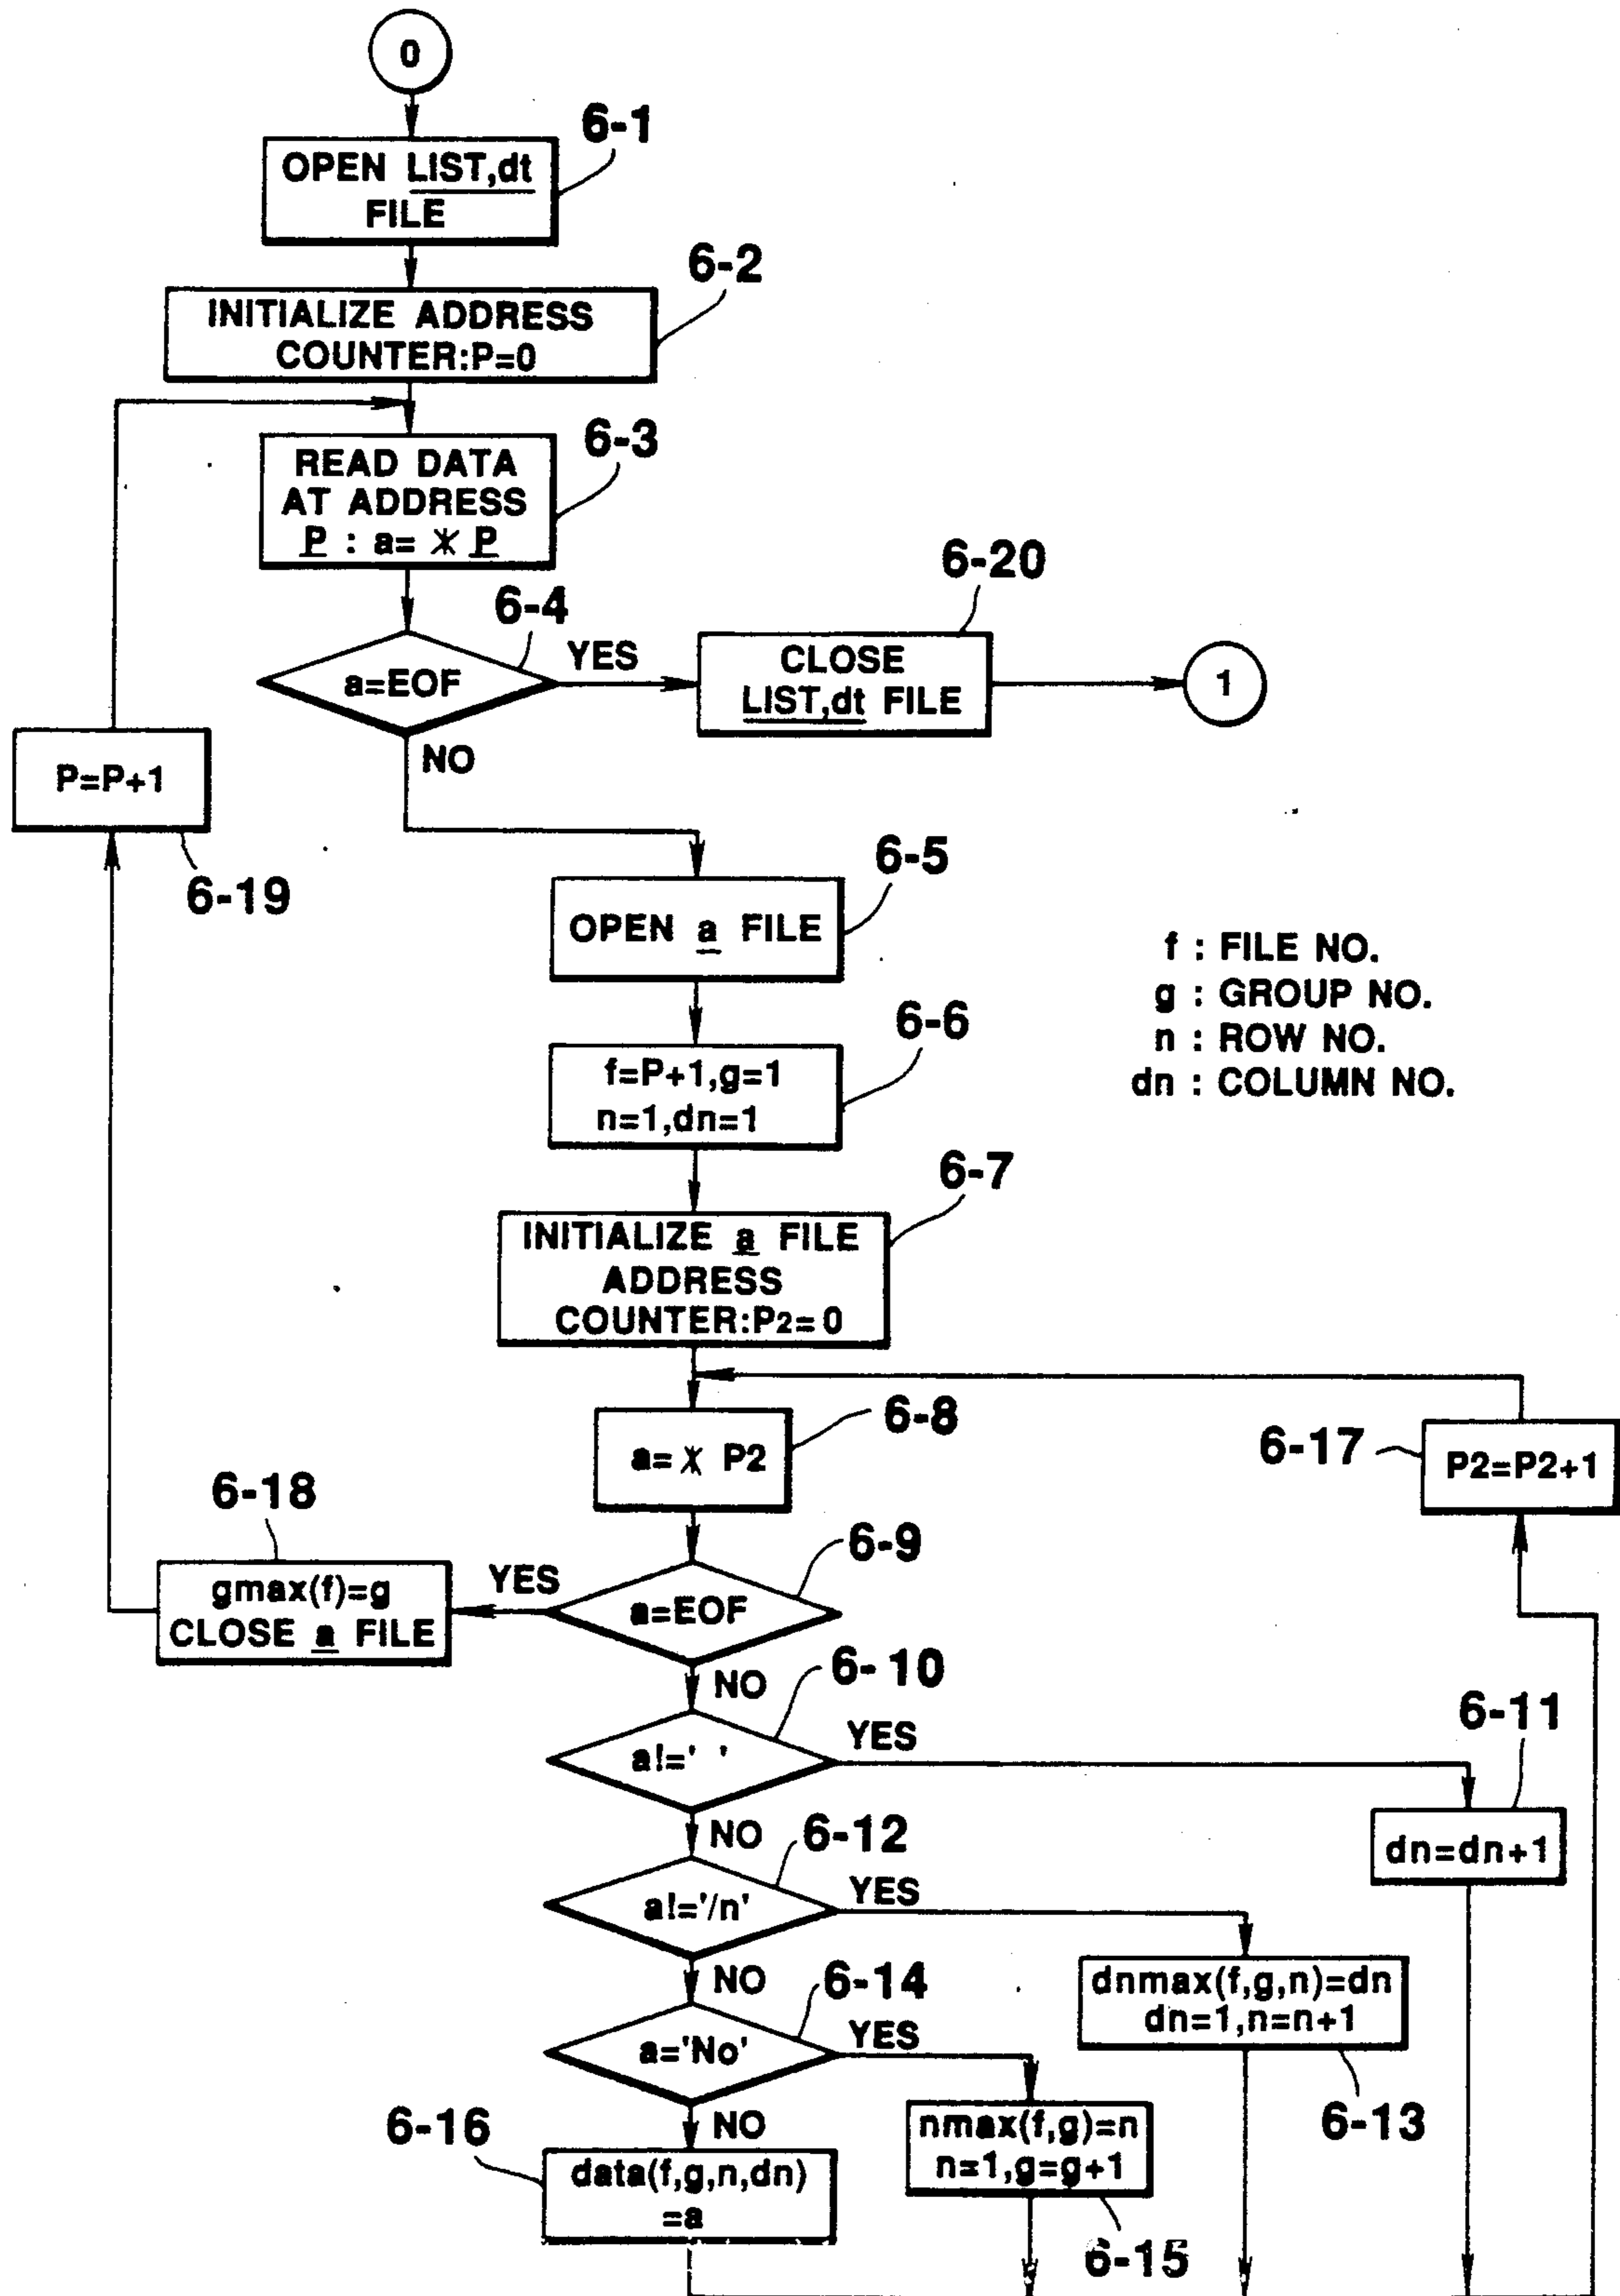 0
6-1
OPEN LIST,dt
FILE
6-2
INITIALIZE ADDRESS
COUNTER:P=0
6-3
READ DATA
AT ADDRESS
P : a= * P
6-4
a=EOF
YES
NO
6-20
CLOSE
LIST,dt FILE
1
P=P+1
6-19
6-5
OPEN a FILE
f : FILE NO.
g : GROUP NO.
n : ROW NO.
dn : COLUMN NO.
6-6
f=P+1,g=1
n=1,dn=1
6-7
INITIALIZE a FILE
ADDRESS
COUNTER:P2=0
6-8
a= * P2
6-17
P2=P2+1
6-18
gmax(f)=g
CLOSE a FILE
YES
6-9
a=EOF
NO
6-10
a!=' '
YES
NO
6-11
dn=dn+1
6-12
a!='/n'
YES
NO
dnmax(f,g,n)=dn
dn=1,n=n+1
6-13
6-14
a='No'
YES
NO
nmax(f,g)=n
n=1,g=g+1
6-15
6-16
data(f,g,n,dn)
=a